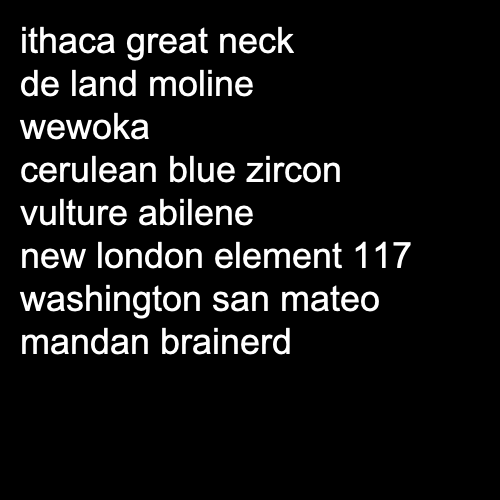 ithaca great neck
de land moline
wewoka
cerulean blue zircon
vulture abilene
new london element 117
washington san mateo
mandan brainerd